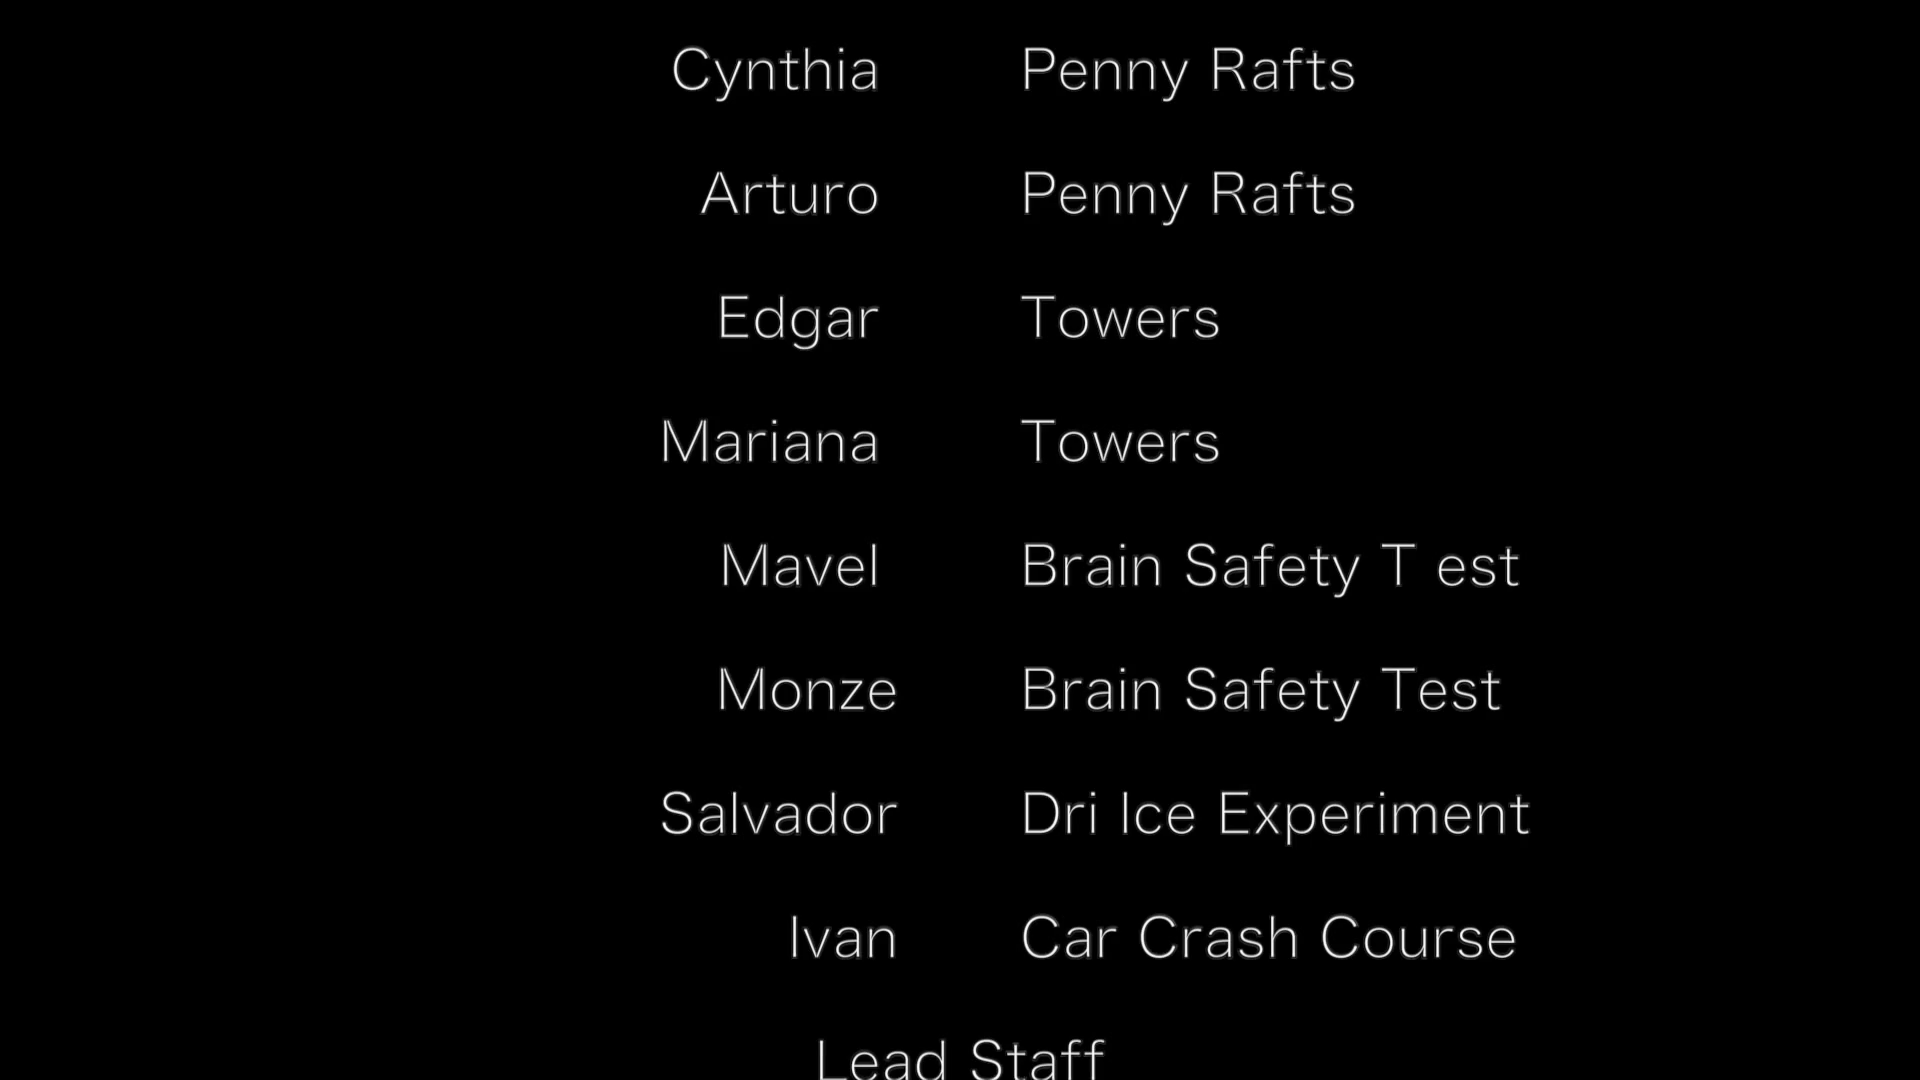 Cynthia Penny Rafts
Arturo Penny Rafts
Edgar Towers
Mariana Towers
Mavel Brain Safety T est
Monze Brain Safety Test
Salvador Dri Ice Experiment
Ivan Car Crash Course
Lead Staff